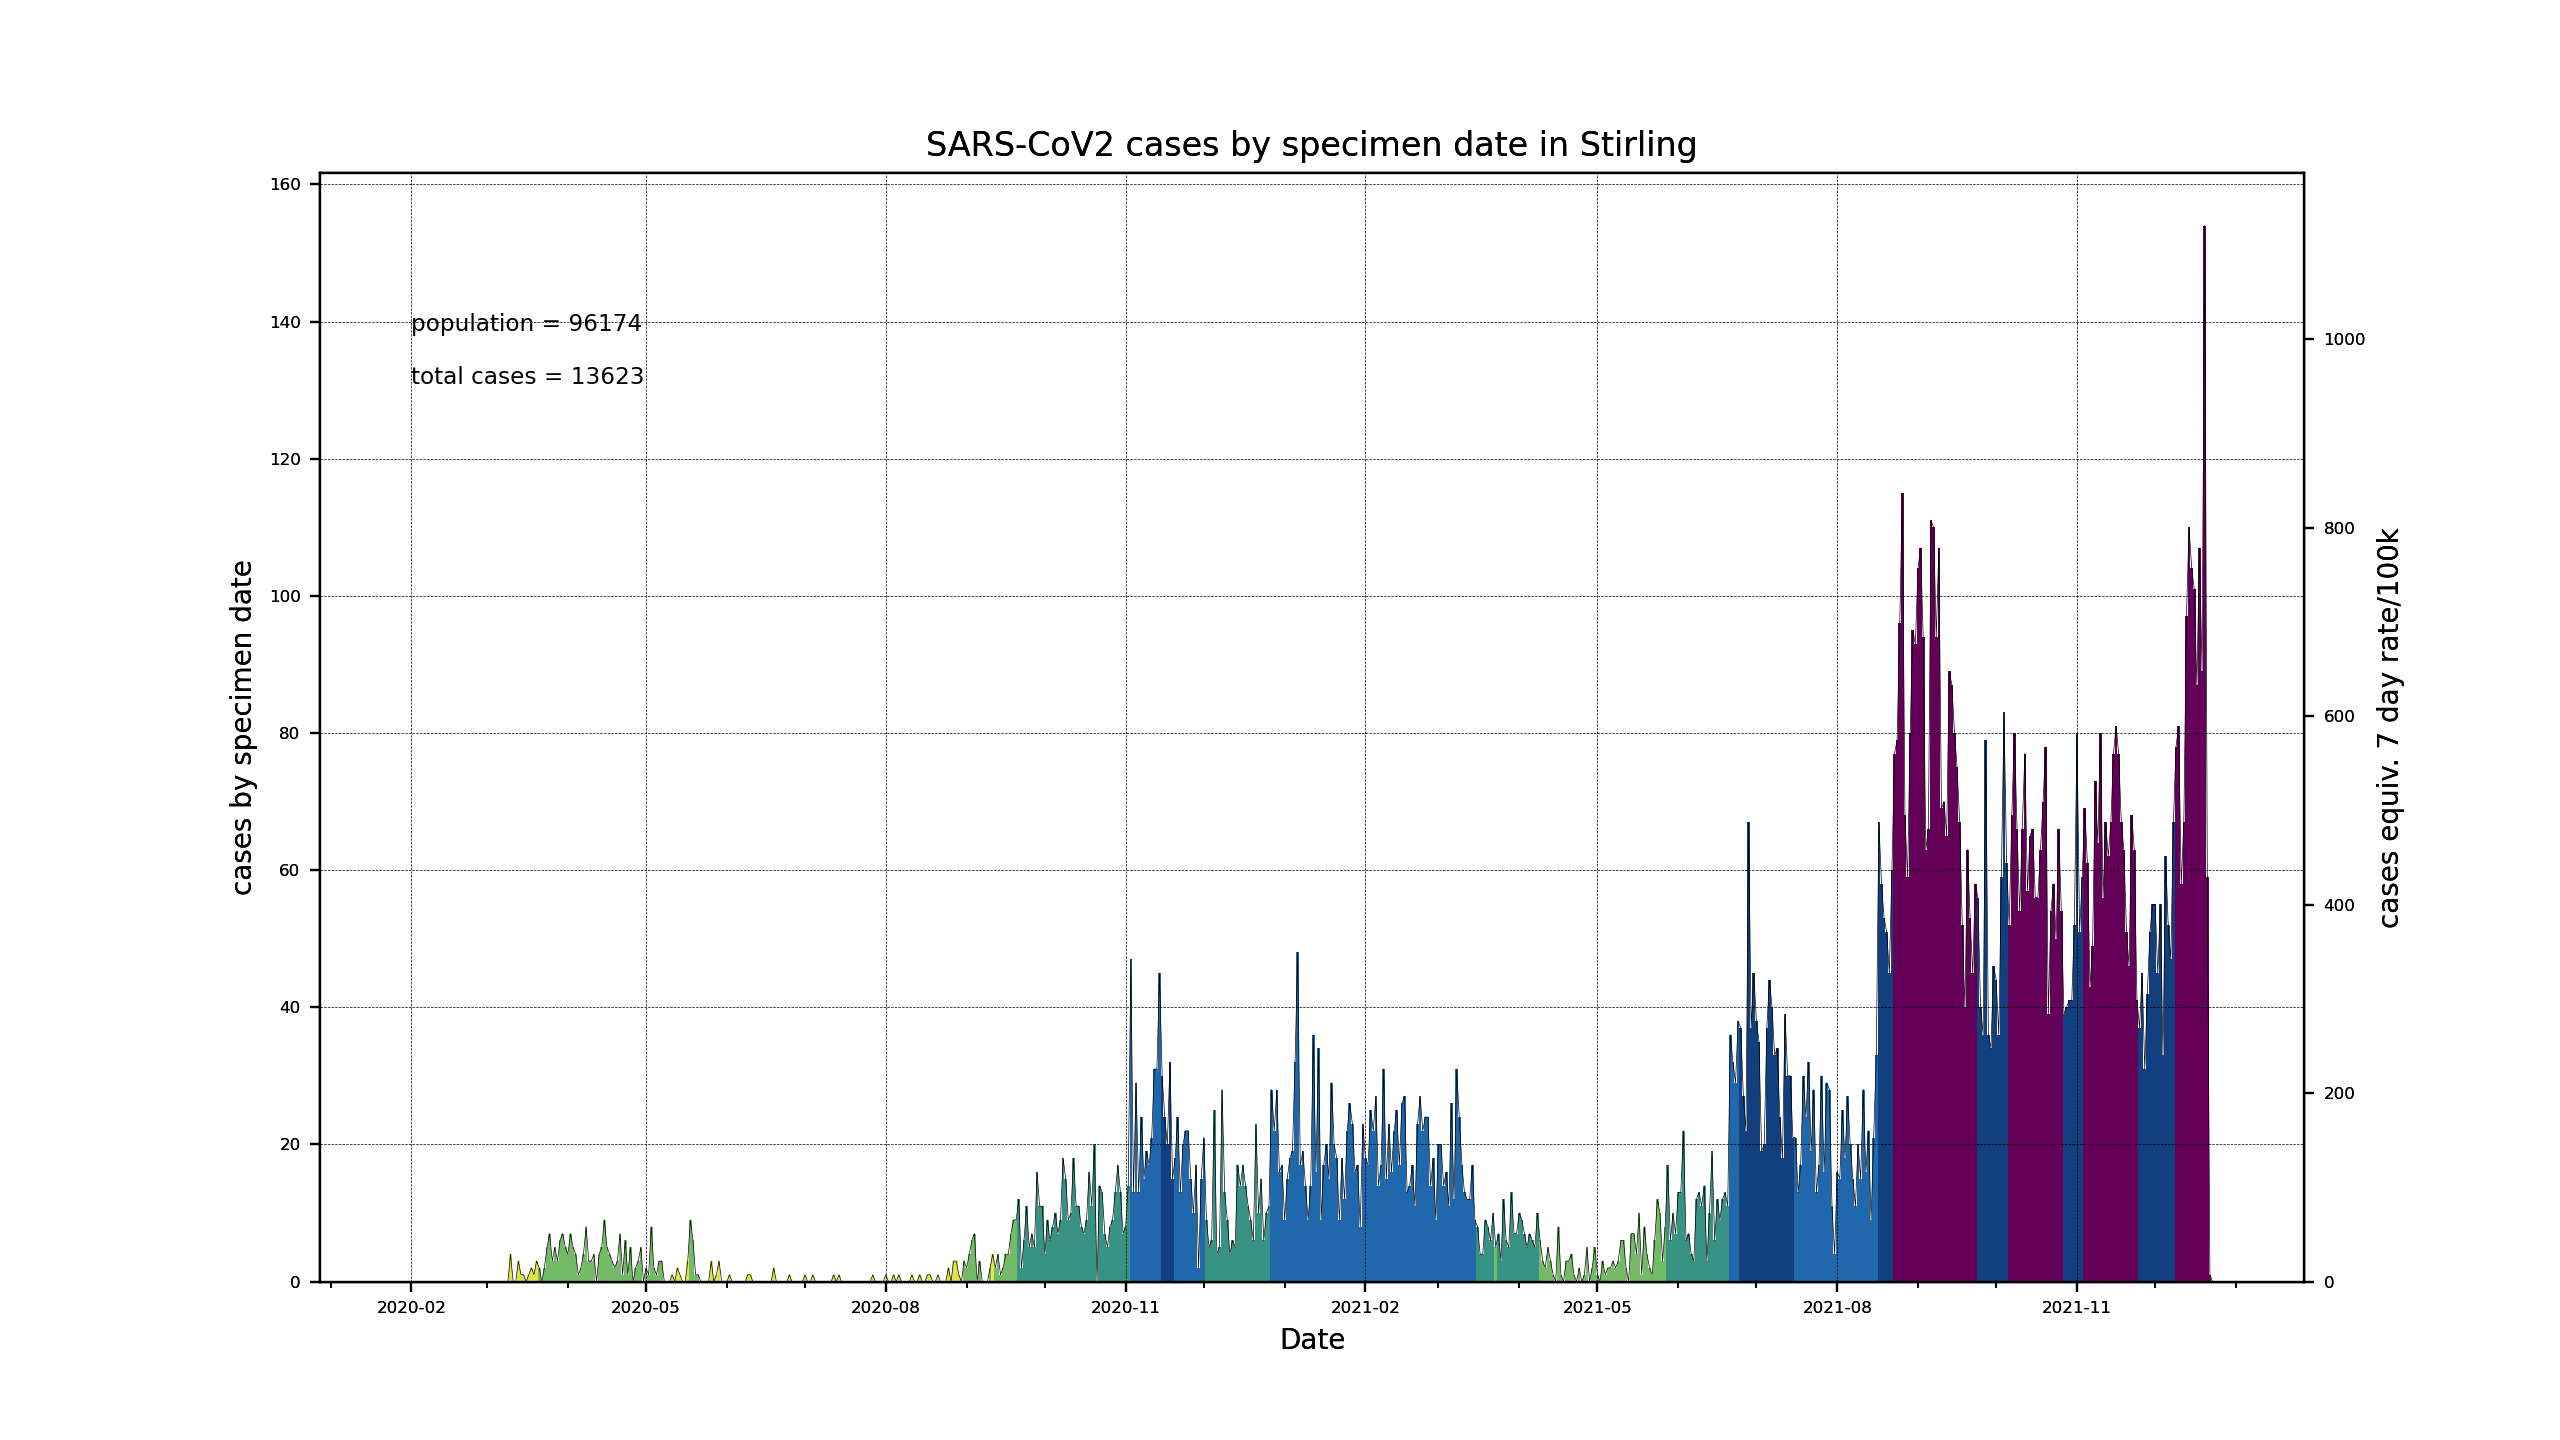 SARS-CoV2 cases by specimen date in Stirling
population = 96174
total cases = 13623
cases by specimen date
160
140
120
100
80
60
40
20
0
1000
800
600
400
200
0
cases equiv. 7 day rate/100k
2020-02 2020-05 2020-08 2020-11 2021-02 2021-05 2021-08 2021-11
Date